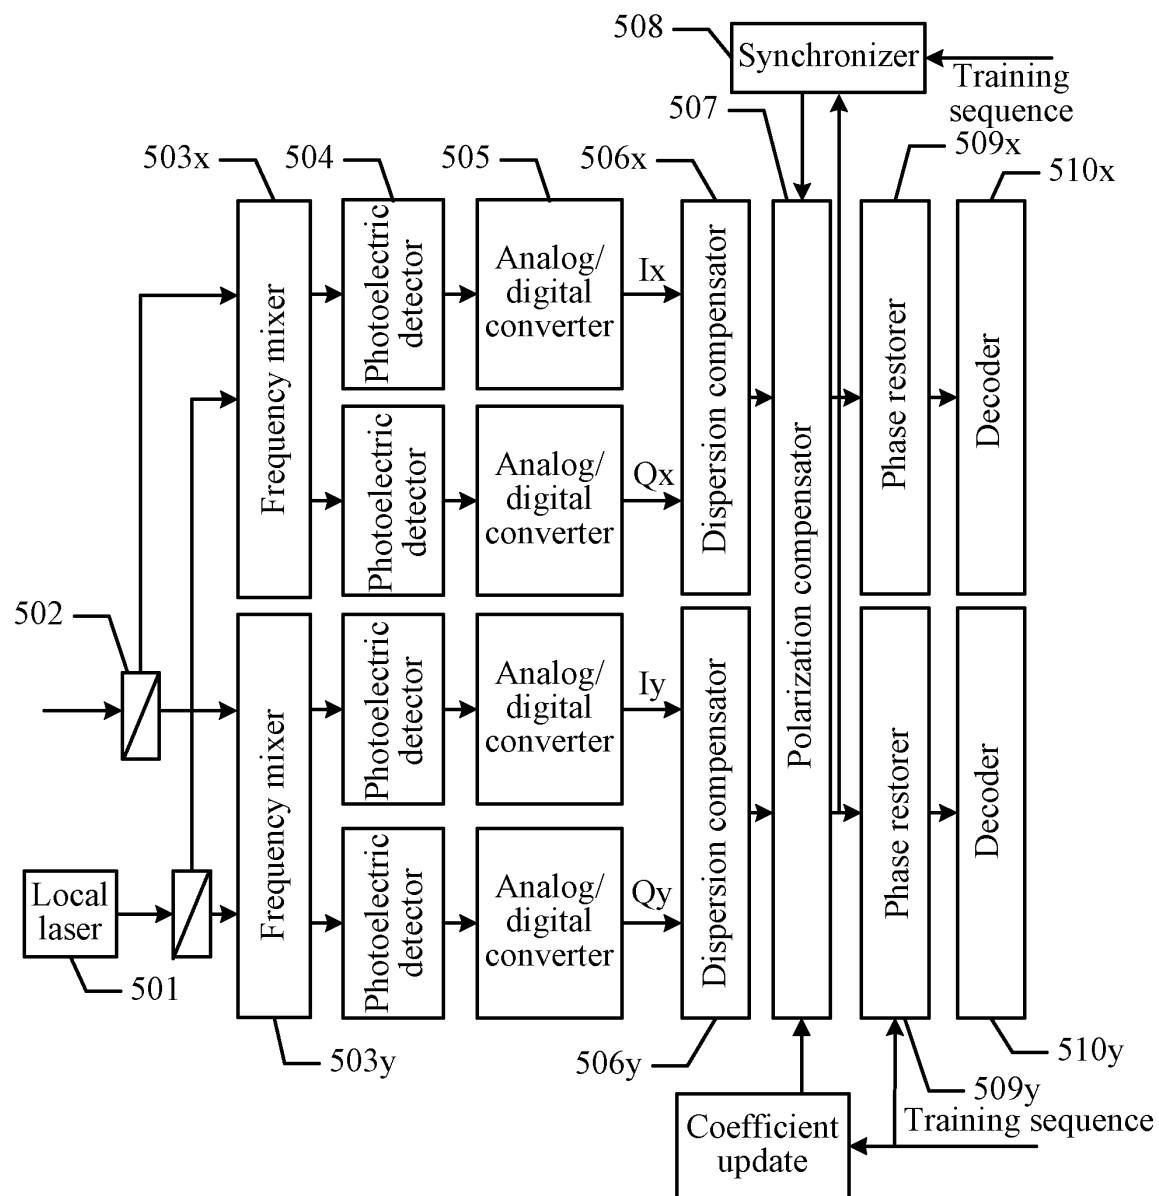 508
Synchronizer
Training
sequence
507
503x
504
505
506x
509x
510x
Frequency mixer
Photoelectric
detector
Analog/
digital
converter
Ix
Dispersion compensator
Polarization compensator
Phase restorer
Decoder
Photoelectric
detector
Analog/
digital
converter
Qx
502
Frequency mixer
Photoelectric
detector
Analog/
digital
converter
Iy
Dispersion compensator
Phase restorer
Decoder
Photoelectric
detector
Analog/
digital
converter
Qy
Local
laser
501
503y
506y
509y
510y
Coefficient
update
Training sequence